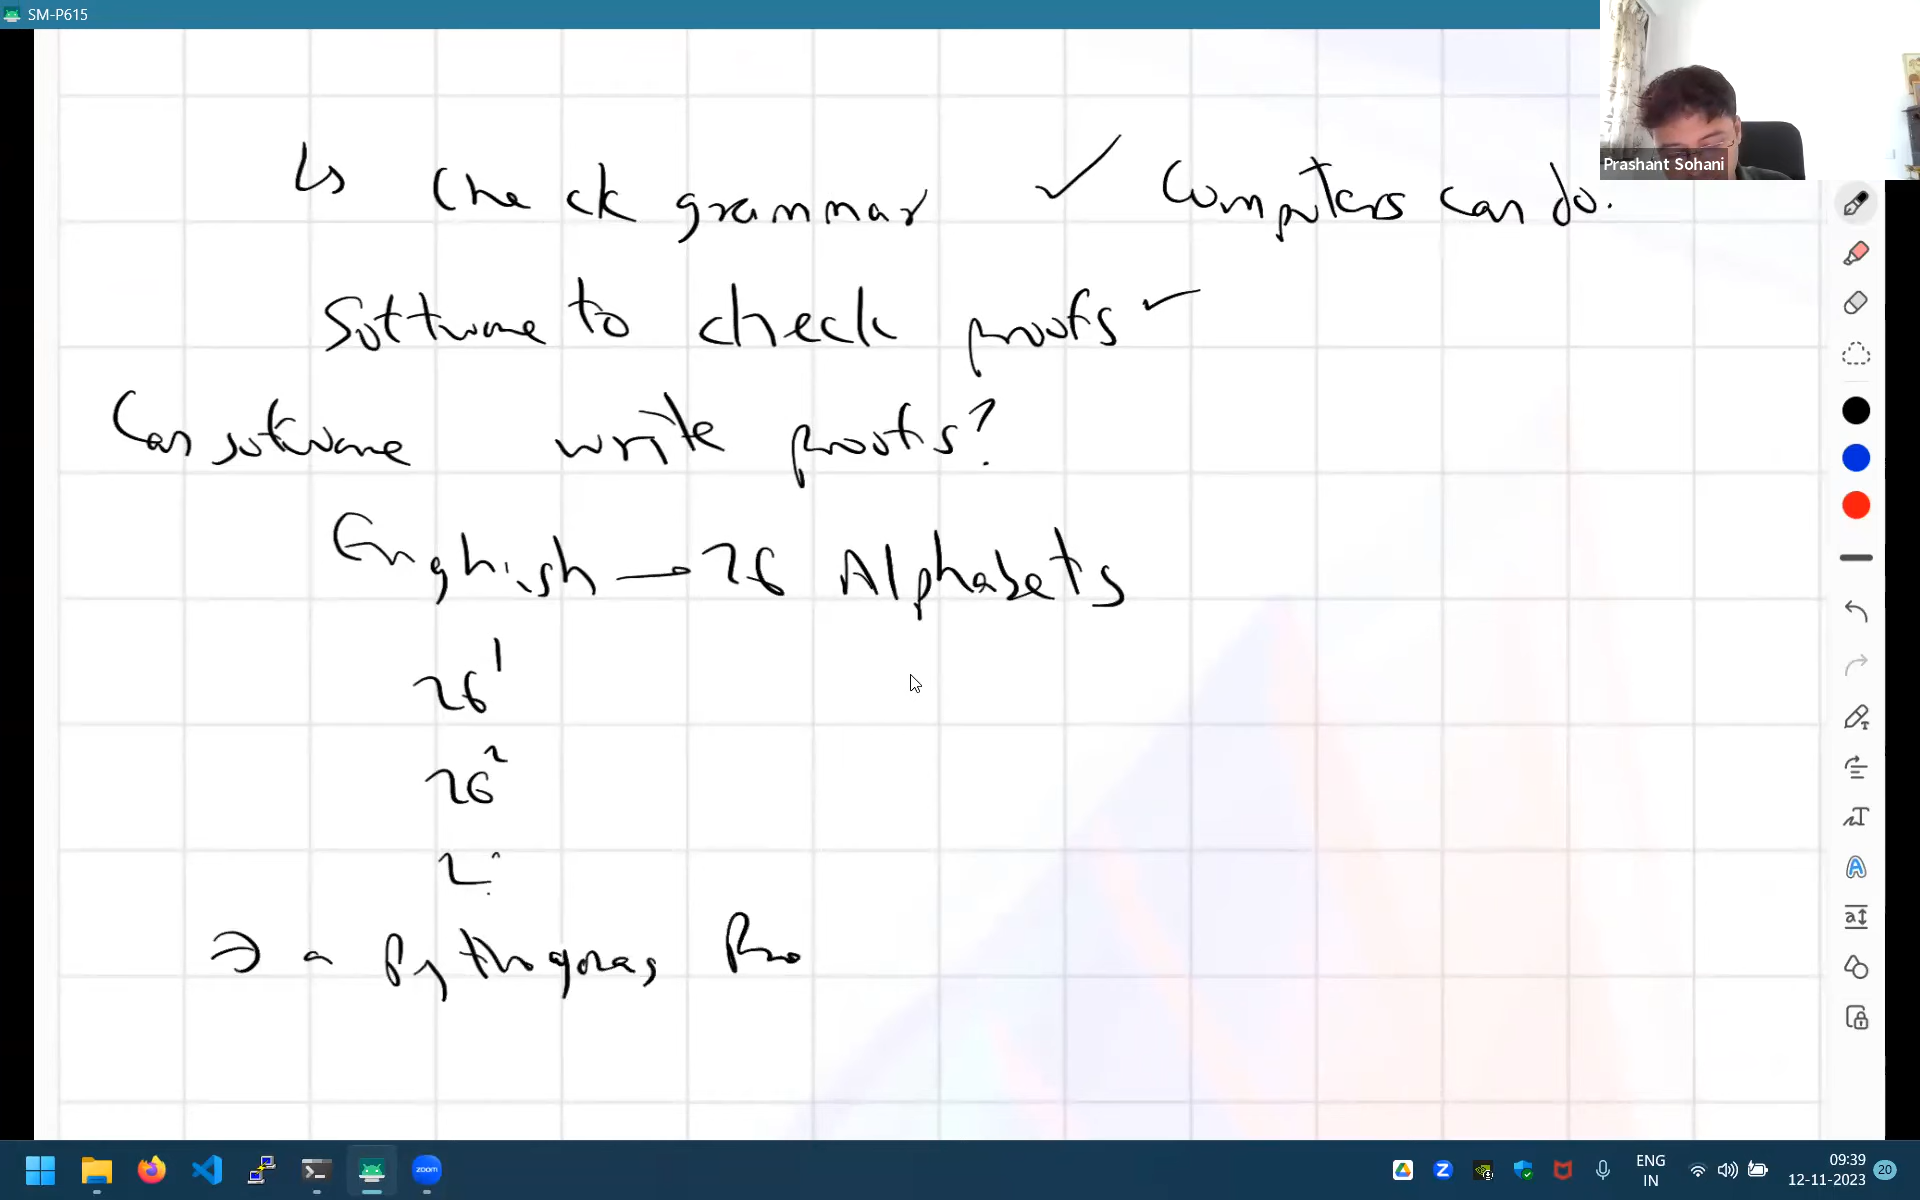 SM-P615
Prashant Sohani
↳ Check grammar ✓ Computers can do.
Software to check proofs ✓
Can software write proofs?
English → 26 Alphabets
26¹
26²
⇒ a Pythagoras Pro
zoom
ENG
IN
09:39
12-11-2023
20